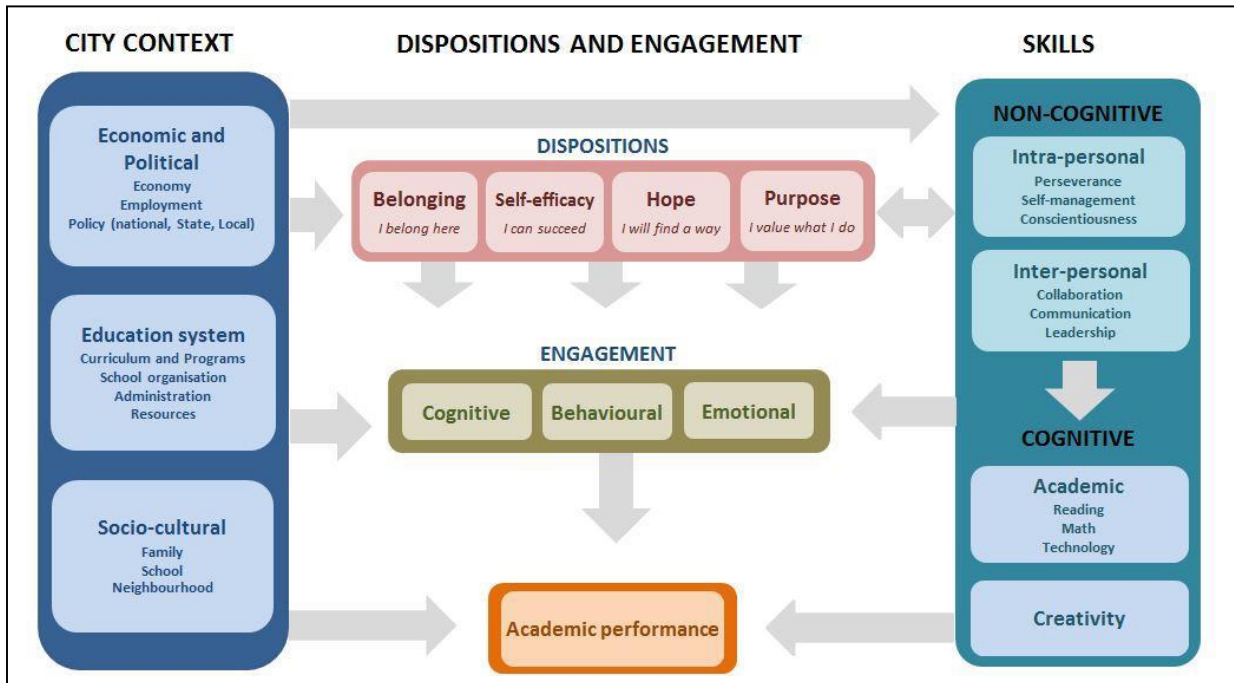 CITY CONTEXT
Economic and
Political
Economy
Employment
Policy (national, State, Local)
Education system
Curriculum and Programs
School organisation
Administration
Resources
Socio-cultural
Family
School
Neighbourhood
DISPOSITIONS AND ENGAGEMENT
DISPOSITIONS
Belonging
I belong here
Self-efficacy
I can succeed
Hope
I will find a way
Purpose
I value what I do
ENGAGEMENT
Cognitive
Behavioural
Emotional
Academic performance
SKILLS
NON-COGNITIVE
Intra-personal
Perseverance
Self-management
Conscientiousness
Inter-personal
Collaboration
Communication
Leadership
COGNITIVE
Academic
Reading
Math
Technology
Creativity